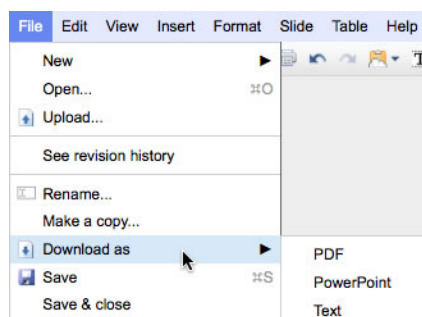 File Edit View Insert Format Slide Table Help
New
Open... ⌘O
Upload...
See revision history
Rename...
Make a copy...
Download as
PDF
Save ⌘S
PowerPoint
Save & close
Text